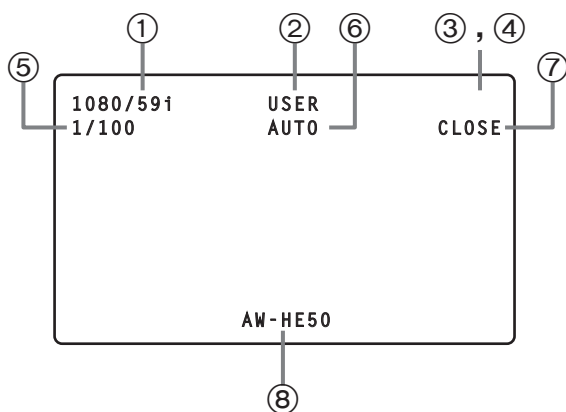 ① ② ⑥ ③ , ④
⑤ ⑦
1080/59i USER
1/100 AUTO CLOSE
AW-HE50
⑧